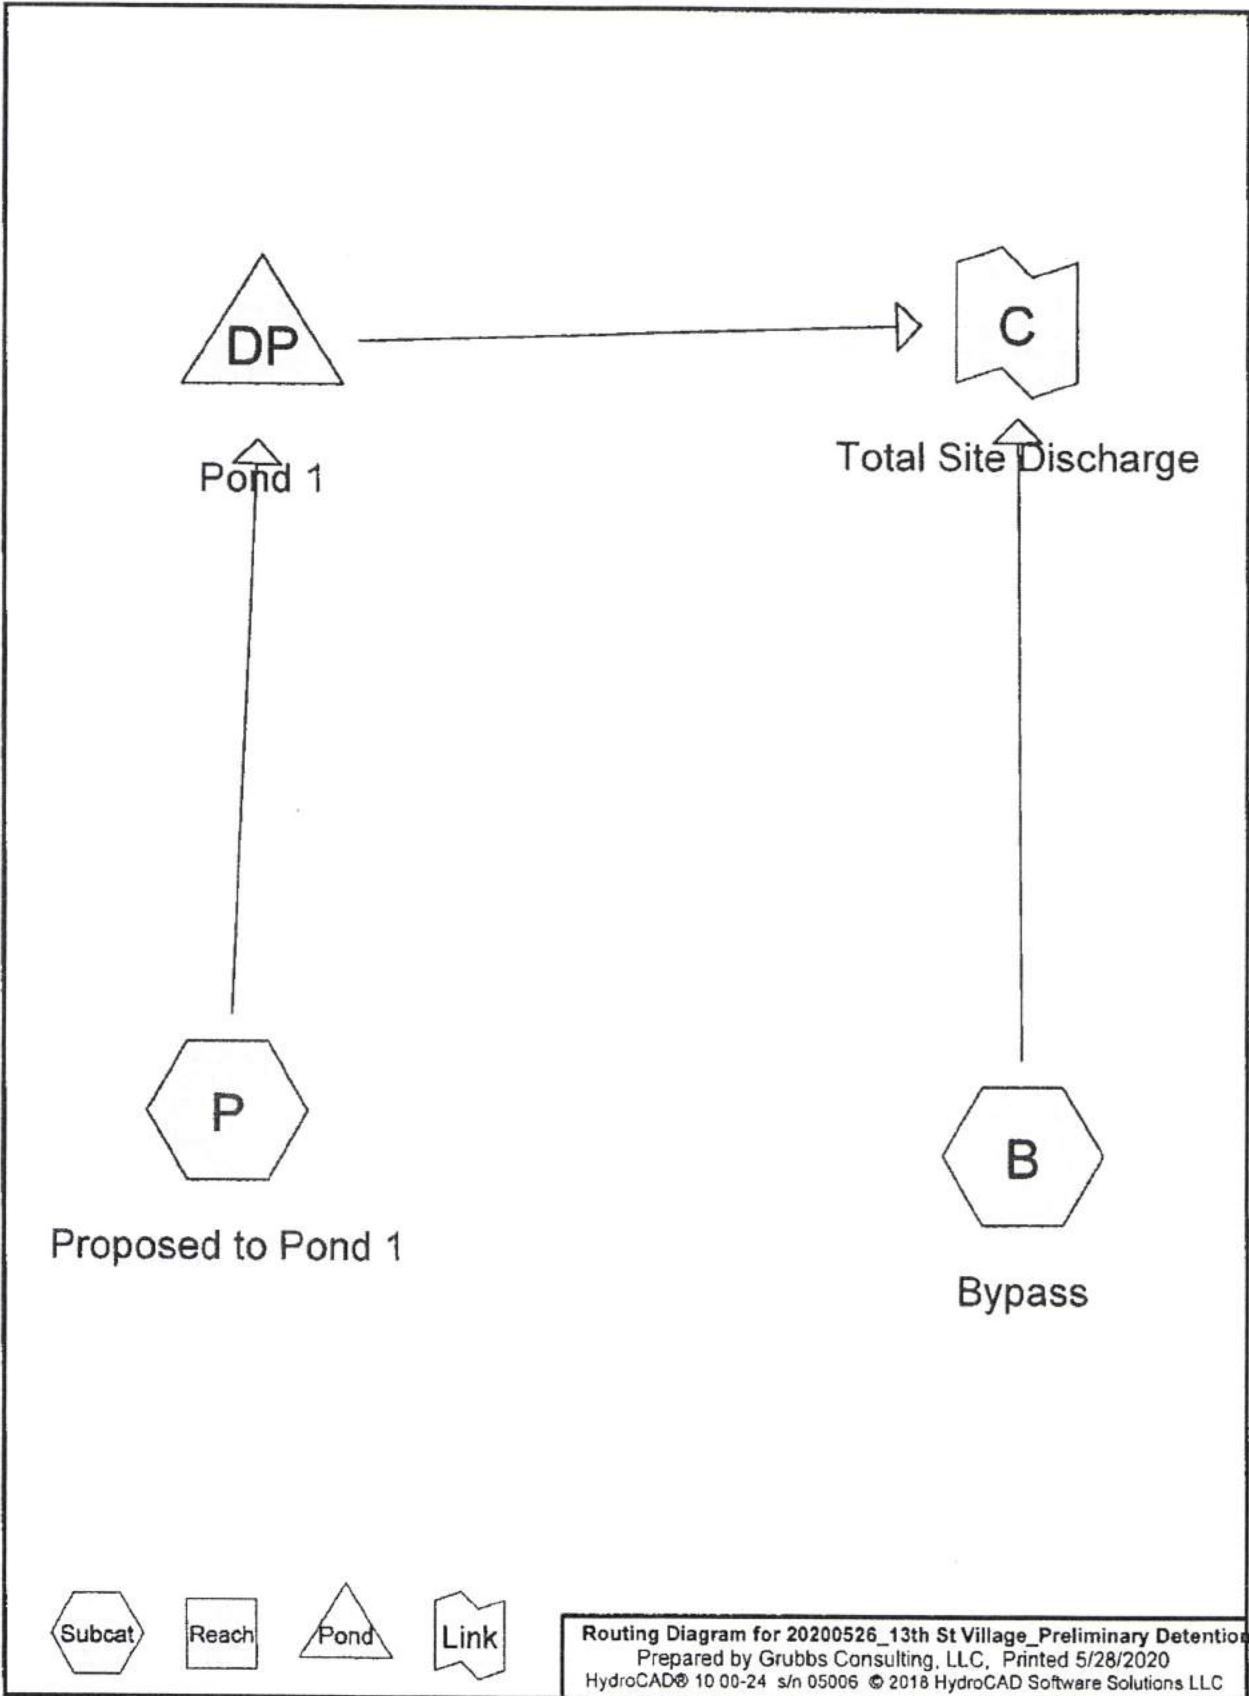 DP
C
Pond 1
Total Site Discharge
P
B
Proposed to Pond 1
Bypass
Subcat
Reach
Pond
Link
Routing Diagram for 20200526_13th St Village_Preliminary Detention
Prepared by Grubbs Consulting, LLC, Printed 5/28/2020
HydroCAD® 10 00-24 s/n 05006 © 2018 HydroCAD Software Solutions LLC